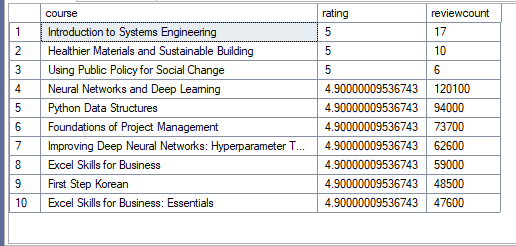 course rating reviewcount
1 Introduction to Systems Engineering 5 17
2 Healthier Materials and Sustainable Building 5 10
3 Using Public Policy for Social Change 5 6
4 Neural Networks and Deep Learning 4.90000009536743 120100
5 Python Data Structures 4.90000009536743 94000
6 Foundations of Project Management 4.90000009536743 73700
7 Improving Deep Neural Networks: Hyperparameter T... 4.90000009536743 62600
8 Excel Skills for Business 4.90000009536743 59000
9 First Step Korean 4.90000009536743 48500
10 Excel Skills for Business: Essentials 4.90000009536743 47600